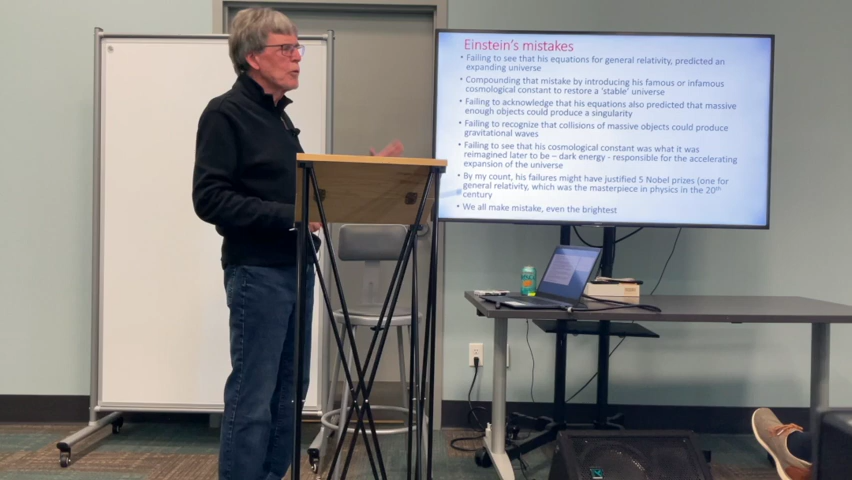 Einstein's mistakes
• Failing to see that his equations for general relativity, predicted an
expanding universe
• Compounding that mistake by introducing his famous or infamous
cosmological constant to restore a 'stable' universe
• Failing to acknowledge that his equations also predicted that massive
enough objects could produce a singularity
• Failing to recognize that collisions of massive objects could produce
gravitational waves
• Failing to see that his cosmological constant was what it was
reimagined later to be – dark energy - responsible for the accelerating
expansion of the universe
• By my count, his failures might have justified 5 Nobel prizes (one for
general relativity, which was the masterpiece in physics in the 20th
century
• We all make mistake, even the brightest